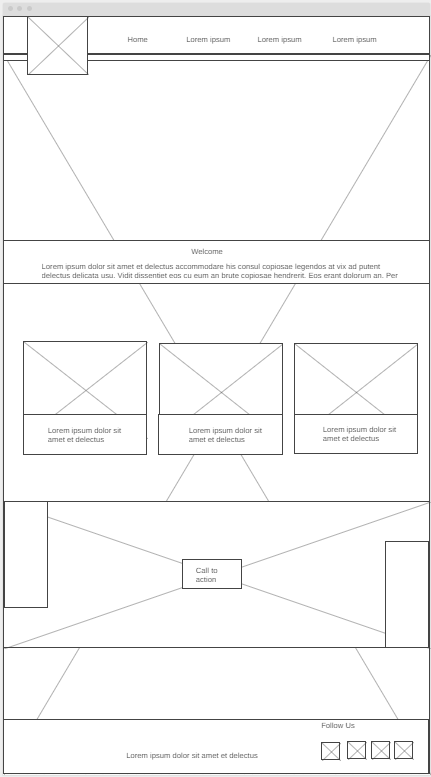 Home Lorem ipsum Lorem ipsum Lorem ipsum
Welcome
Lorem ipsum dolor sit amet et delectus accommodare his consul copiosae legendos at vix ad putent
delectus delicata usu. Vidit dissentiet eos cu eum an brute copiosae hendrerit. Eos erant dolorum an. Per
Lorem ipsum dolor sit
amet et delectus
Lorem ipsum dolor sit
amet et delectus
Lorem ipsum dolor sit
amet et delectus
Call to
action
Follow Us
Lorem ipsum dolor sit amet et delectus